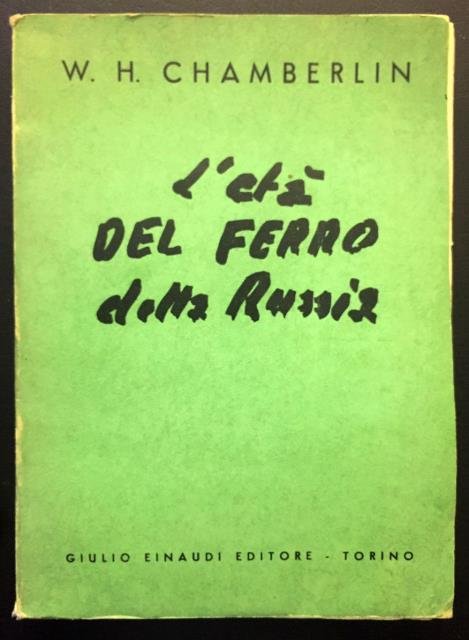 W. H. CHAMBERLIN
L'età
DEL FERRO
della Russia
GIULIO EINAUDI EDITORE - TORINO